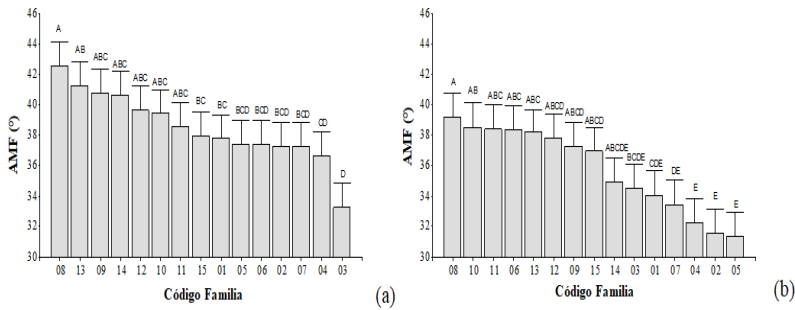 46
44
42
40
38
36
34
32
30
AMF (°)
A
AB
ABC
ABC
ABC
ABC
ABC
BC
BC
BCD
BCD
BCD
BCD
CD
D
08 13 09 14 12 10 11 15 01 05 06 02 07 04 03
Código Familia
(a)
46
44
42
40
38
36
34
32
30
AMF (°)
A
AB
ABC
ABC
ABC
ABCD
ABCD
ABCD
ABCDE
BCDE
CDE
DE
E
E
E
08 10 11 06 13 12 09 15 14 03 01 07 04 02 05
Código Familia
(b)